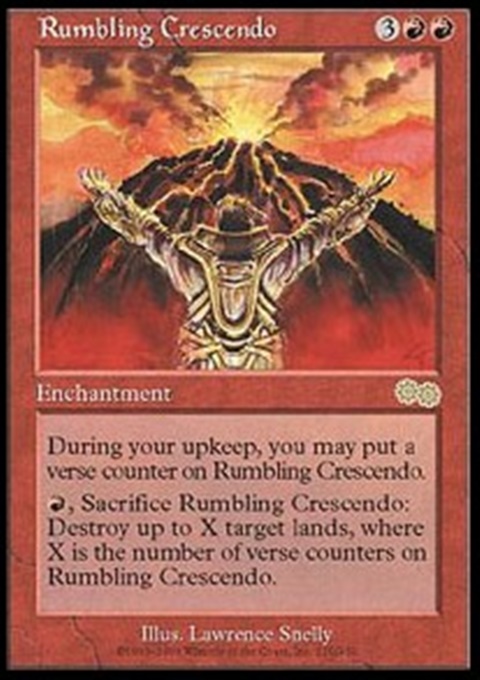 Rumbling Crescendo 3
Enchantment
During your upkeep, you may put a
verse counter on Rumbling Crescendo.
, Sacrifice Rumbling Crescendo:
Destroy up to X target lands, where
X is the number of verse counters on
Rumbling Crescendo.
Illus. Lawrence Snelly